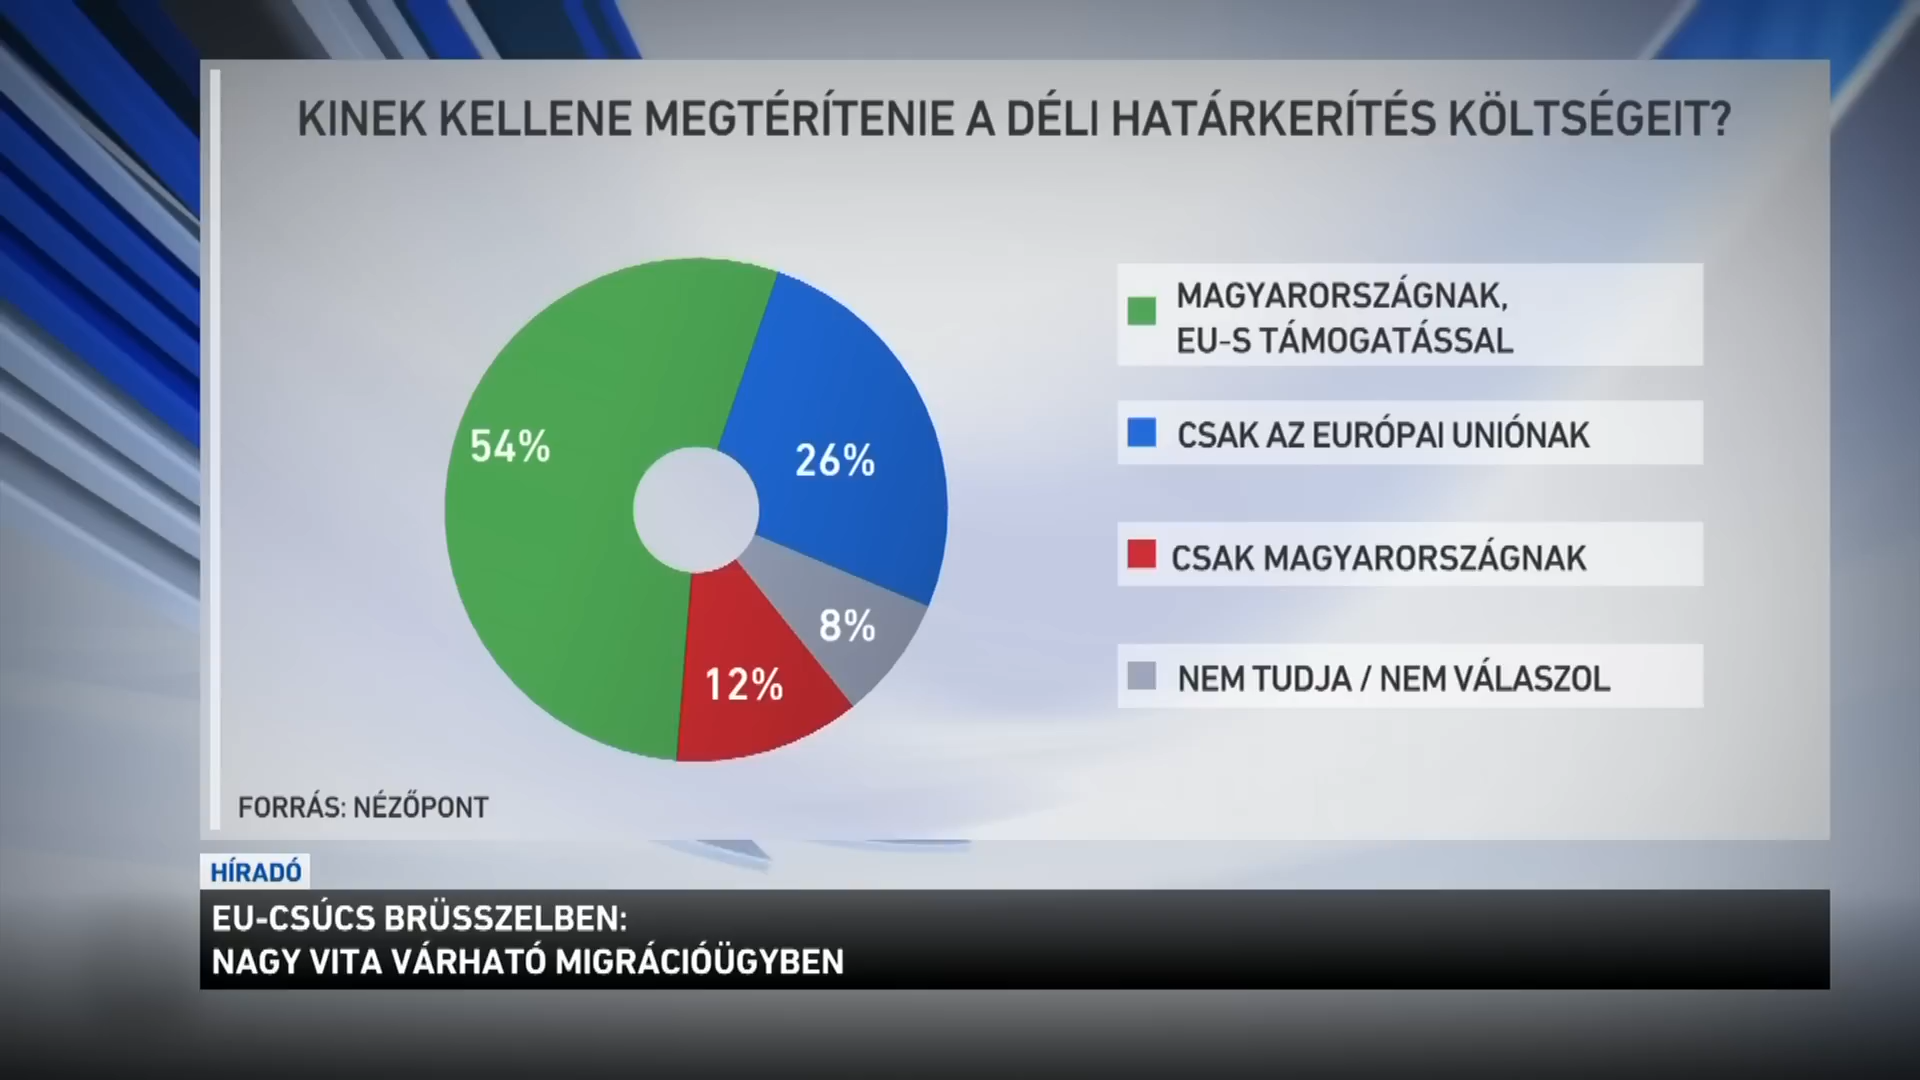 KINEK KELLENE MEGTÉRÍTENIE A DÉLI HATÁRKERÍTÉS KÖLTSÉGEIT?
54%
26%
8%
12%
MAGYARORSZÁGNAK,
EU-S TÁMOGATÁSSAL
CSAK AZ EURÓPAI UNIÓNAK
CSAK MAGYARORSZÁGNAK
NEM TUDJA / NEM VÁLASZOL
FORRÁS: NÉZŐPONT
HÍRADÓ
EU-CSÚCS BRÜSSZELBEN:
NAGY VITA VÁRHATÓ MIGRÁCIÓÜGYBEN